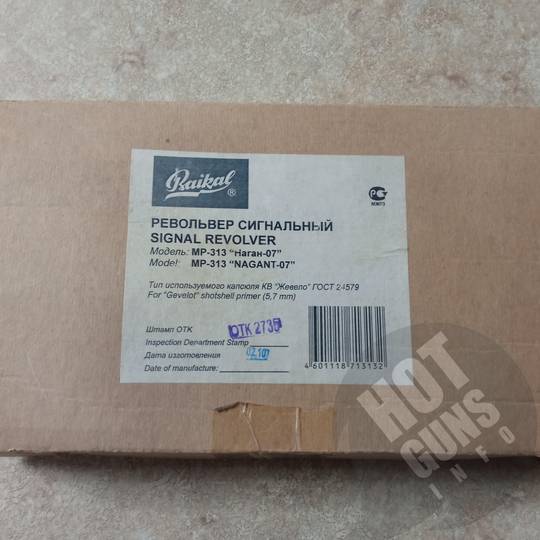 Baikal ®
РЕВОЛЬВЕР СИГНАЛЬНЫЙ
SIGNAL REVOLVER
Модель: МР-313 "Наган-07"
Model: MP-313 "NAGANT-07"
Тип используемого капсюля КВ "Жевело" ГОСТ 24579
For "Gevelot" shotshell primer (5,7 mm)
Штамп ОТК
ОТК 2735
Inspection Department Stamp
Дата изготовления
Date of manufacture:
4 601118 713132
HOT
GUNS
INFO